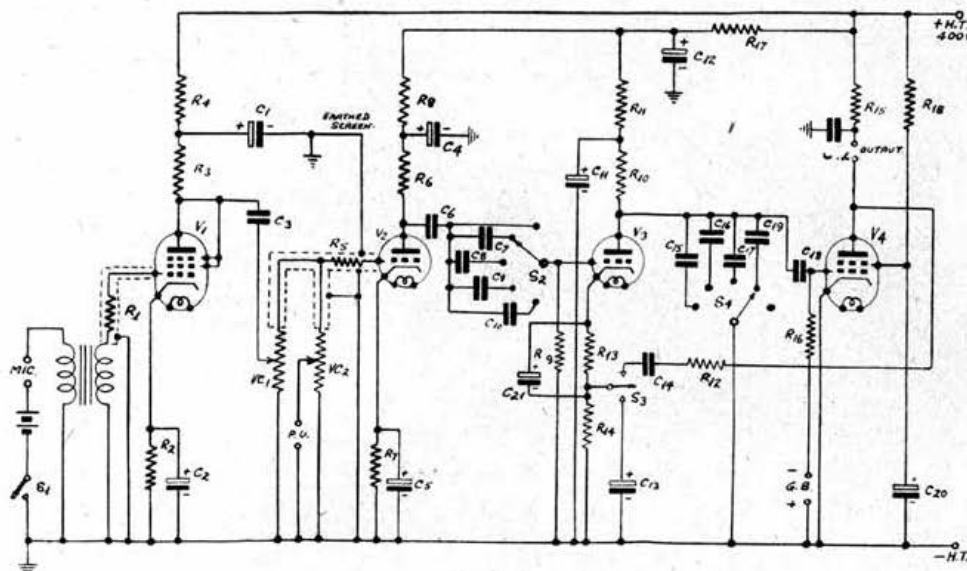 + H.T.
400V
R17
C12
R4
C1
EARTHED
SCREEN
R8
C4
R11
R15
R18
OUTPUT
R3
R6
C11
R10
V1
C3
V2
C6
V3
C16
C19
V4
R5
C7
C8
S2
C15
C17
C18
R1
C9
S4
C10
MIC.
VC1
VC2
R9
R13
C14
R12
R16
C21
S3
P.U.
R14
R2
R7
G.B.
S1
C2
C5
C13
C20
-H.T.